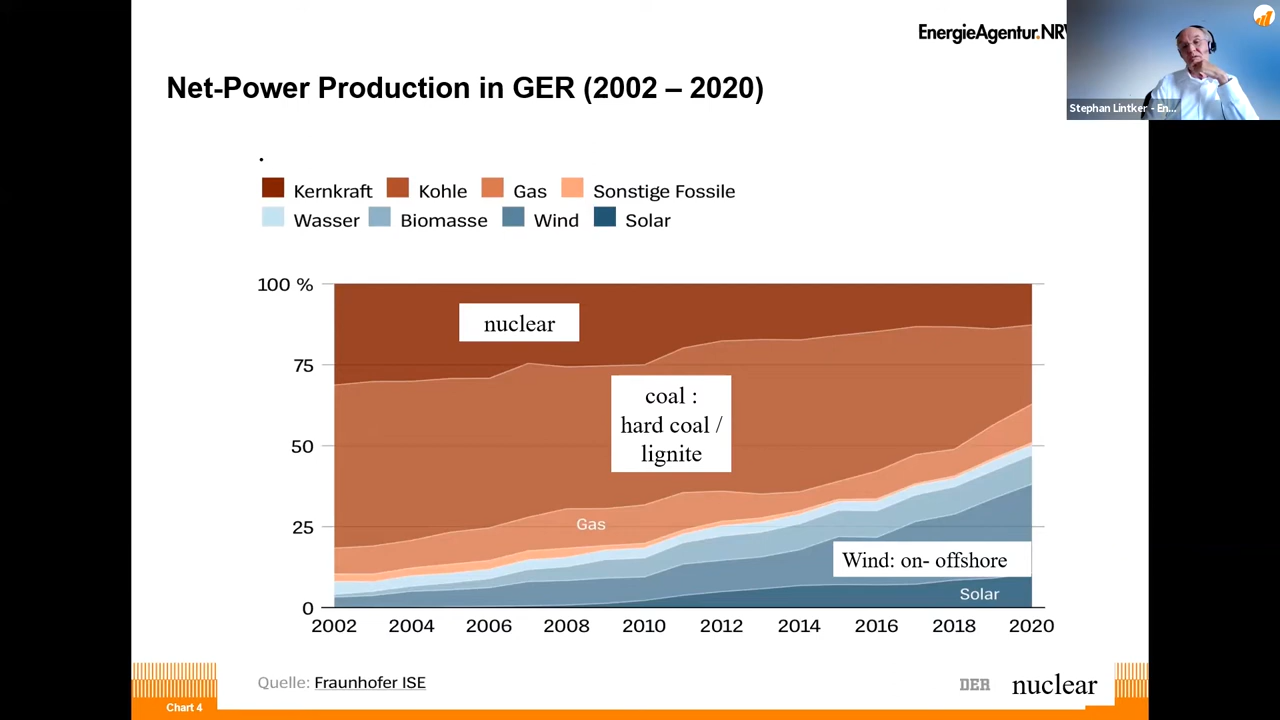 EnergieAgentur.NRW
Stephan Lintker - En...
Net-Power Production in GER (2002 – 2020)
.
Kernkraft Kohle Gas Sonstige Fossile
Wasser Biomasse Wind Solar
100 %
nuclear
75
coal :
hard coal /
lignite
50
25
Gas
Wind: on- offshore
Solar
0
2002 2004 2006 2008 2010 2012 2014 2016 2018 2020
Quelle: Fraunhofer ISE
DER nuclear
Chart 4